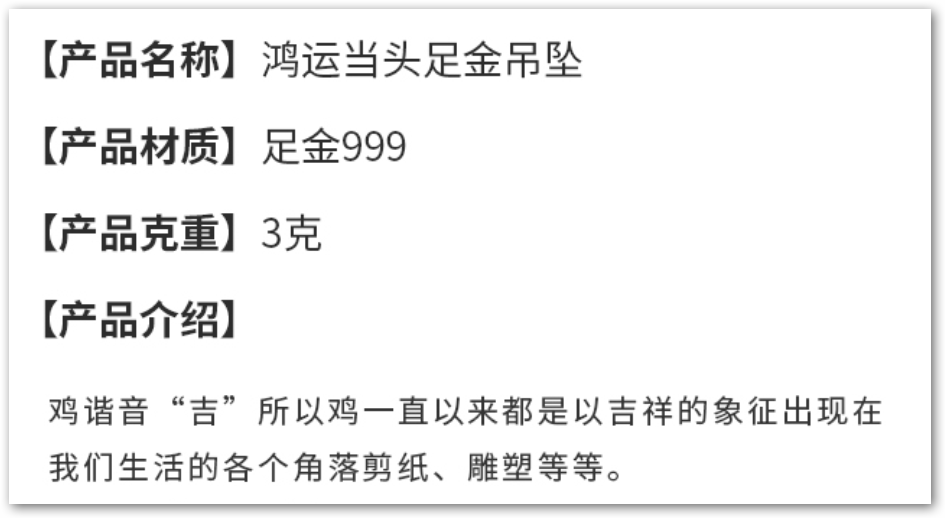 【产品名称】鸿运当头足金吊坠
【产品材质】足金999
【产品克重】3克
【产品介绍】
鸡谐音“吉”所以鸡一直以来都是以吉祥的象征出现在
我们生活的各个角落剪纸、雕塑等等。